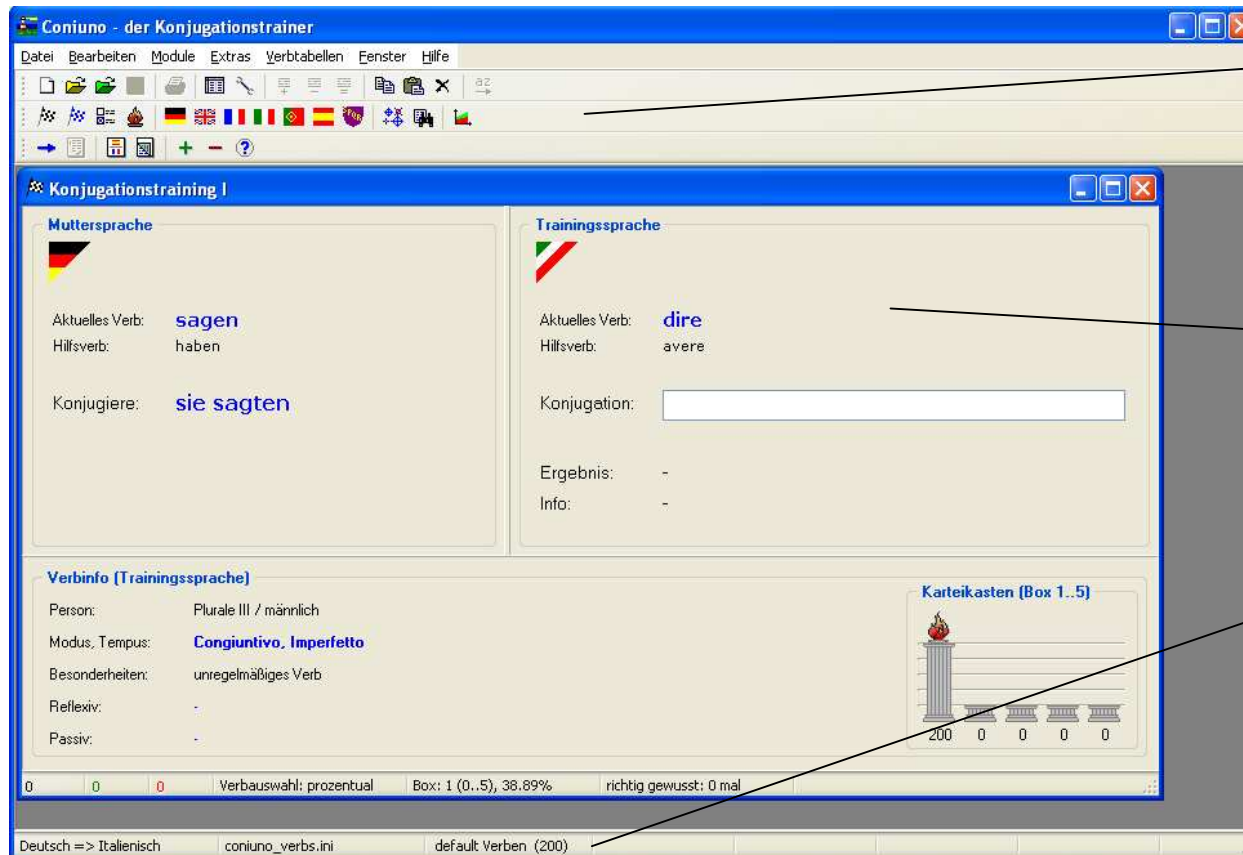 Coniuno - der Konjugationstrainer
Datei Bearbeiten Module Extras Verbtabellen Fenster Hilfe
Konjugationstraining I
Muttersprache
Aktuelles Verb: sagen
Hilfsverb: haben
Konjugiere: sie sagten
Trainingssprache
Aktuelles Verb: dire
Hilfsverb: avere
Konjugation:
Ergebnis: -
Info: -
Verbinfo (Trainingssprache)
Person: Plurale III / männlich
Modus, Tempus: Congiuntivo, Imperfetto
Besonderheiten: unregelmäßiges Verb
Reflexiv: -
Passiv: -
Karteikasten (Box 1..5)
200 0 0 0 0
0 0 0 Verbauswahl: prozentual Box: 1 (0..5), 38.89% richtig gewusst: 0 mal
Deutsch => Italienisch coniuno_verbs.ini default Verben (200)